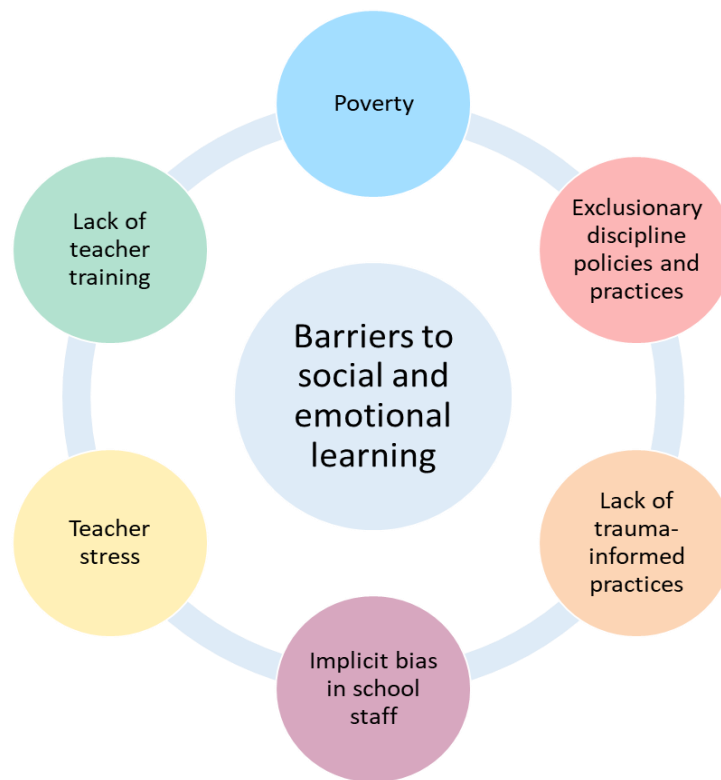 Poverty
Exclusionary
discipline
policies and
practices
Lack of
trauma-
informed
practices
Implicit bias
in school
staff
Teacher
stress
Lack of
teacher
training
Barriers to
social and
emotional
learning